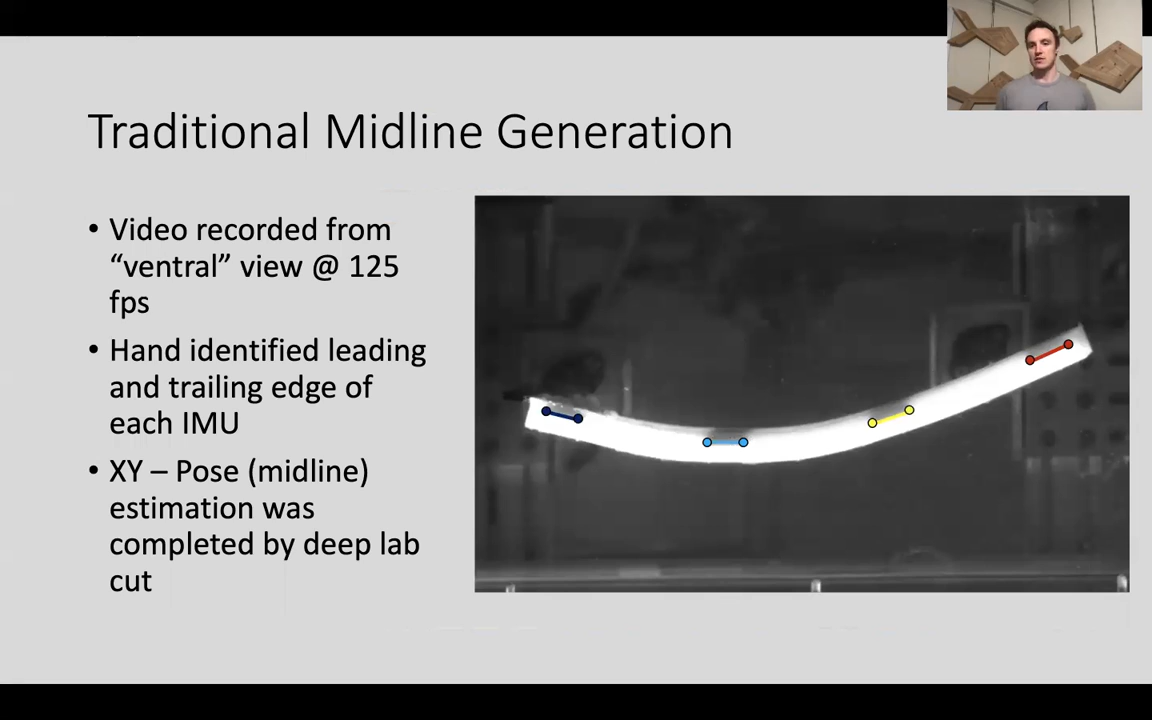 Traditional Midline Generation
• Video recorded from
“ventral” view @ 125
fps
• Hand identified leading
and trailing edge of
each IMU
• XY – Pose (midline)
estimation was
completed by deep lab
cut